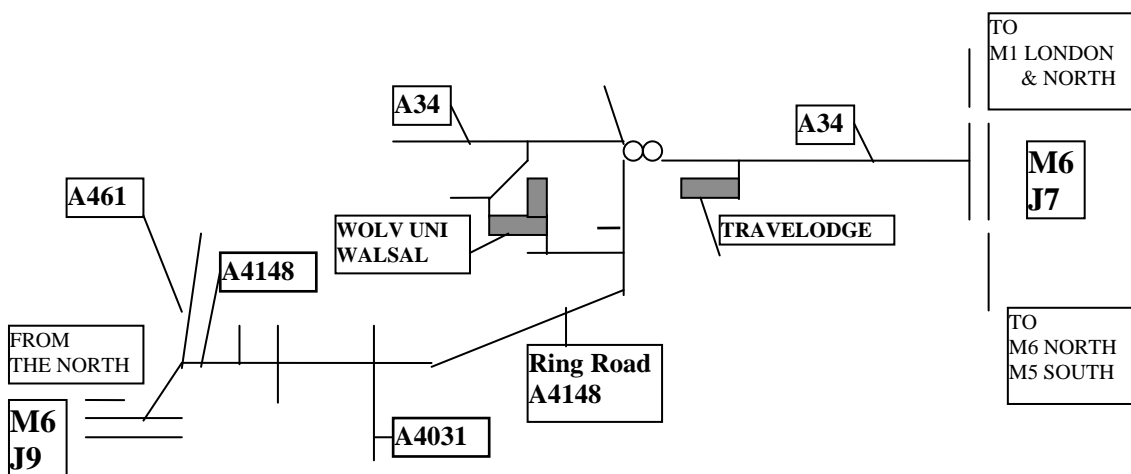 TO
M1 LONDON
& NORTH
A34
A34
M6
J7
A461
WOLV UNI
WALSAL
TRAVELODGE
A4148
FROM
THE NORTH
TO
M6 NORTH
M5 SOUTH
Ring Road
A4148
M6
J9
A4031